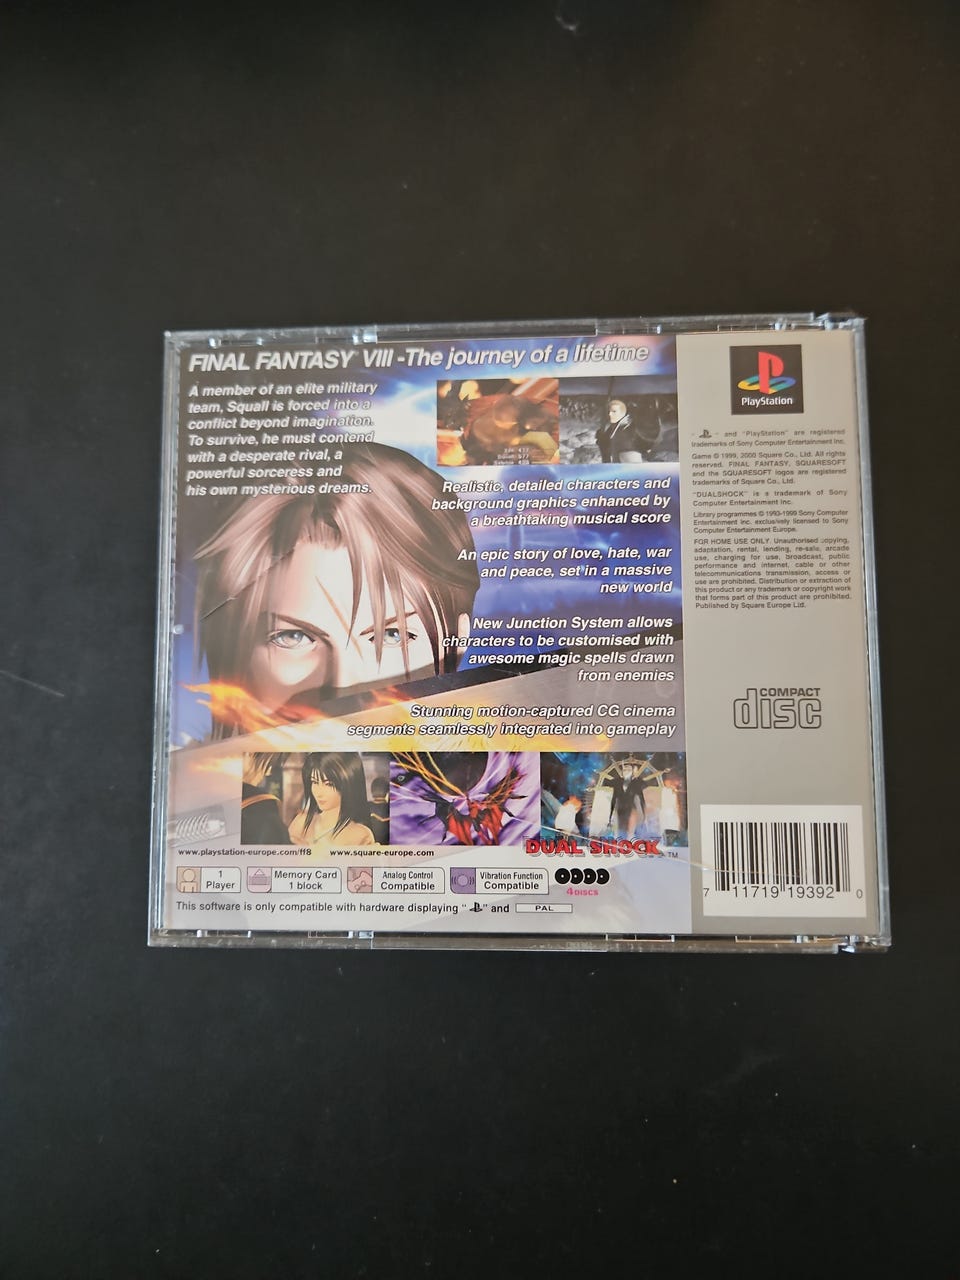 FINAL FANTASY VIII - The journey of a lifetime
A member of an elite military
team, Squall is forced into a
conflict beyond imagination.
To survive, he must contend
with a desperate rival, a
powerful sorceress and
his own mysterious dreams.
Realistic, detailed characters and
background graphics enhanced by
a breathtaking musical score
An epic story of love, hate, war
and peace, set in a massive
new world
New Junction System allows
characters to be customised with
awesome magic spells drawn
from enemies
Stunning motion-captured CG cinema
segments seamlessly integrated into gameplay
www.playstation-europe.com/ff8 www.square-europe.com
DUAL SHOCK™
1
Player
Memory Card
1 block
Analog Control
Compatible
Vibration Function
Compatible
4 DISCS
This software is only compatible with hardware displaying " " and PAL
PlayStation
" " and "PlayStation" are registered
trademarks of Sony Computer Entertainment Inc.
Game © 1999, 2000 Square Co., Ltd. All rights
reserved. FINAL FANTASY, SQUARESOFT
and the SQUARESOFT logos are registered
trademarks of Square Co., Ltd.
"DUALSHOCK" is a trademark of Sony
Computer Entertainment Inc.
Library programmes © 1993-1999 Sony Computer
Entertainment Inc. exclusively licensed to Sony
Computer Entertainment Europe.
FOR HOME USE ONLY. Unauthorised copying,
adaptation, rental, lending, re-sale, arcade
use, charging for use, broadcast, public
performance and internet, cable or other
telecommunications transmission, access or
use are prohibited. Distribution or extraction of
this product or any trademark or copyright work
that forms part of this product are prohibited.
Published by Square Europe Ltd.
COMPACT
disc
7 11719 19392 0